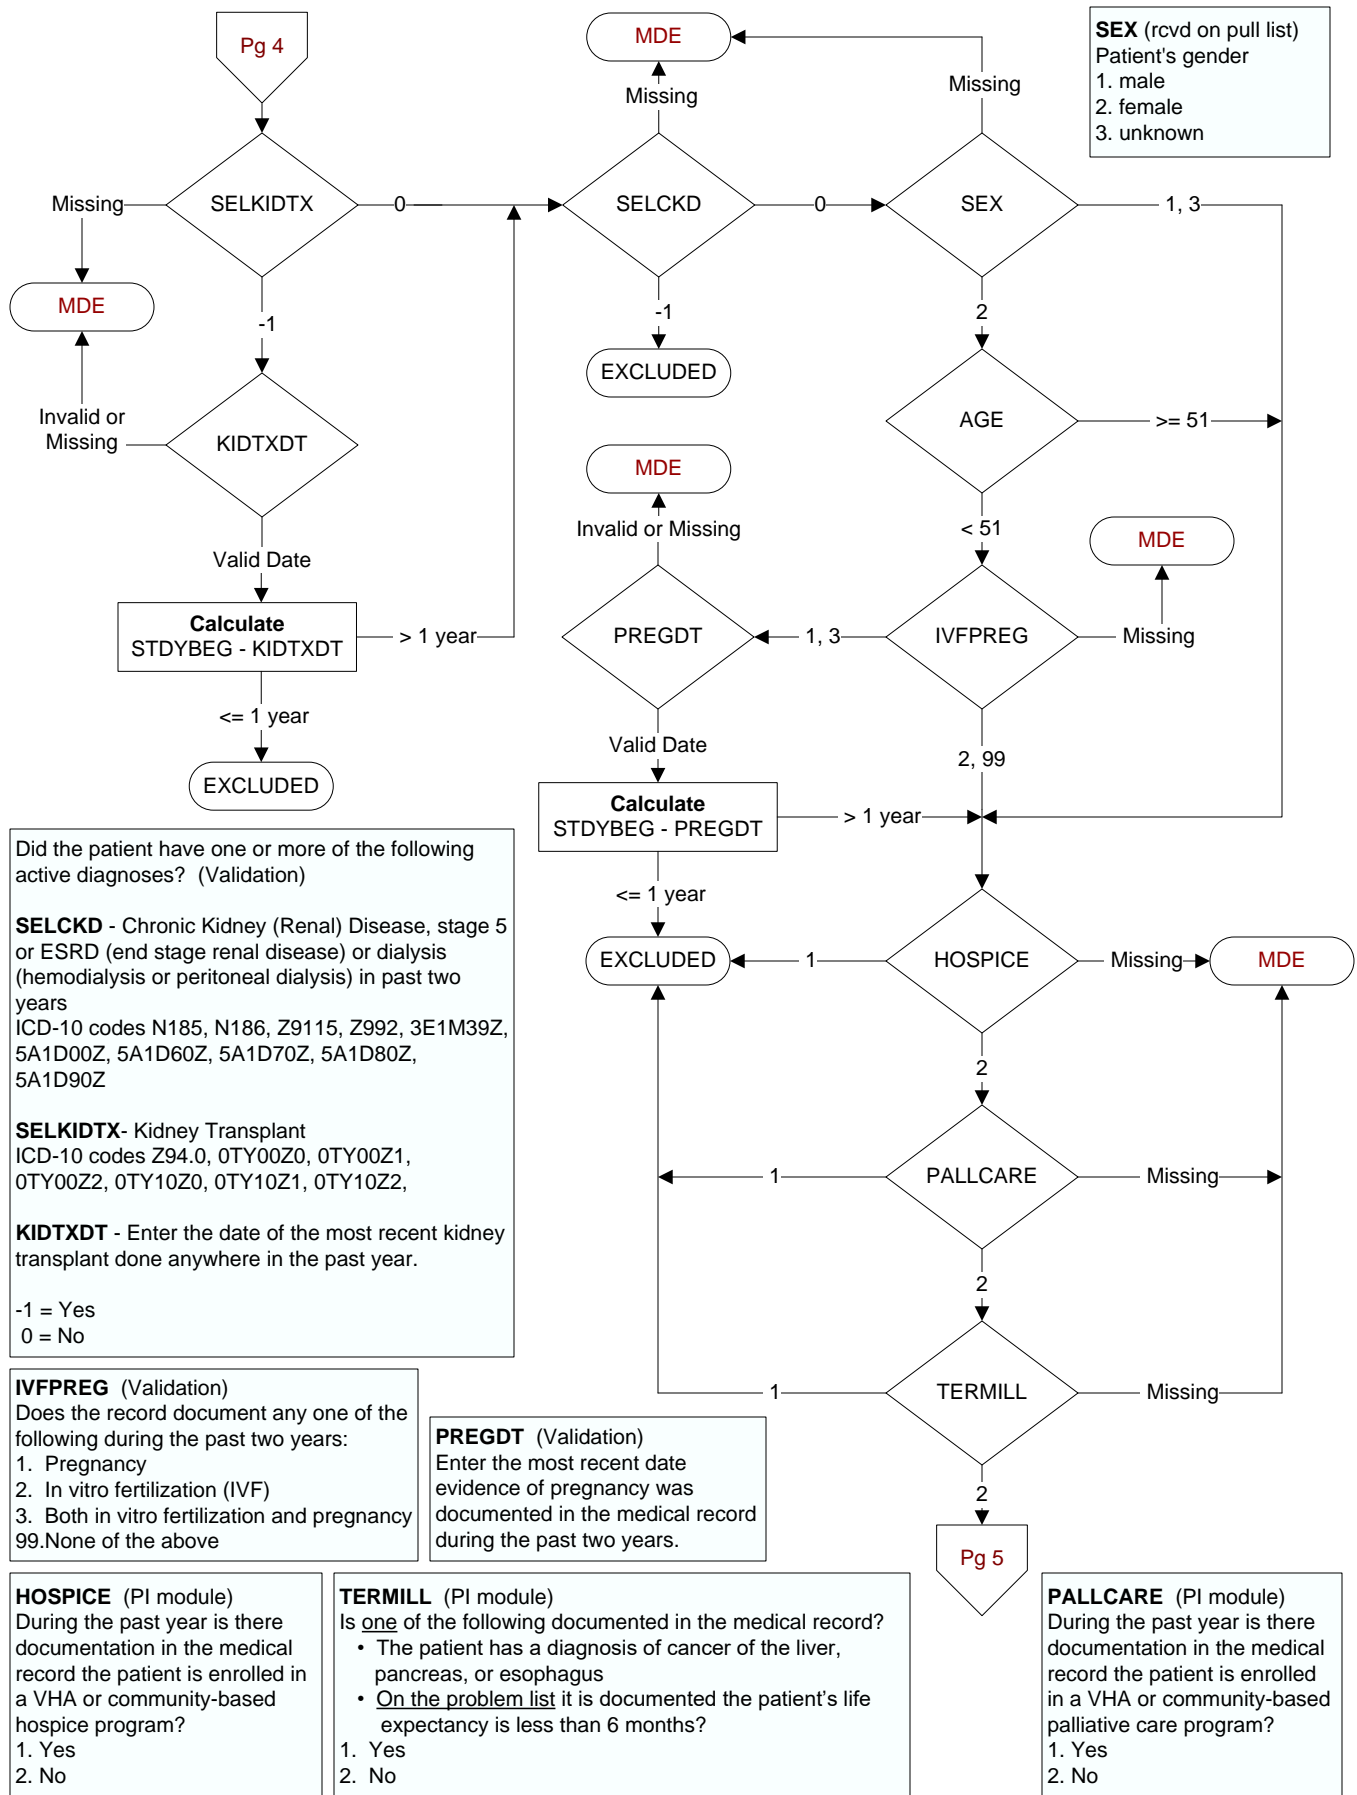 Pg 4
MDE
SEX (rcvd on pull list)
Patient's gender
1. male
2. female
3. unknown
Missing
Missing
Missing
SELKIDTX
0
SELCKD
0
SEX
1, 3
MDE
-1
-1
2
EXCLUDED
Invalid or
Missing
KIDTXDT
AGE
>= 51
MDE
Invalid or Missing
< 51
MDE
Valid Date
Calculate
STDYBEG - KIDTXDT
> 1 year
PREGDT
1, 3
IVFPREG
Missing
<= 1 year
Valid Date
2, 99
EXCLUDED
Calculate
STDYBEG - PREGDT
> 1 year
<= 1 year
Did the patient have one or more of the following
active diagnoses?  (Validation)
SELCKD - Chronic Kidney (Renal) Disease, stage 5
or ESRD (end stage renal disease) or dialysis
(hemodialysis or peritoneal dialysis) in past two
years
ICD-10 codes N185, N186, Z9115, Z992, 3E1M39Z,
5A1D00Z, 5A1D60Z, 5A1D70Z, 5A1D80Z,
5A1D90Z
SELKIDTX- Kidney Transplant
ICD-10 codes Z94.0, 0TY00Z0, 0TY00Z1,
0TY00Z2, 0TY10Z0, 0TY10Z1, 0TY10Z2,
KIDTXDT - Enter the date of the most recent kidney
transplant done anywhere in the past year.
-1 = Yes
0 = No
EXCLUDED
1
HOSPICE
Missing
MDE
2
1
PALLCARE
Missing
2
1
TERMILL
Missing
2
Pg 5
IVFPREG  (Validation)
Does the record document any one of the
following during the past two years:
1.  Pregnancy
2.  In vitro fertilization (IVF)
3.  Both in vitro fertilization and pregnancy
99.None of the above
PREGDT  (Validation)
Enter the most recent date
evidence of pregnancy was
documented in the medical record
during the past two years.
HOSPICE  (PI module)
During the past year is there
documentation in the medical
record the patient is enrolled in
a VHA or community-based
hospice program?
1. Yes
2. No
TERMILL  (PI module)
Is one of the following documented in the medical record?
• The patient has a diagnosis of cancer of the liver,
pancreas, or esophagus
• On the problem list it is documented the patient's life
expectancy is less than 6 months?
1.  Yes
2.  No
PALLCARE  (PI module)
During the past year is there
documentation in the medical
record the patient is enrolled
in a VHA or community-based
palliative care program?
1. Yes
2. No